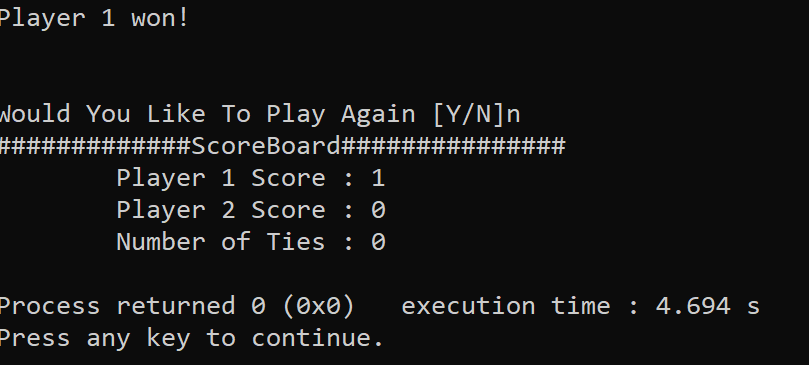 Player 1 won!
Would You Like To Play Again [Y/N]n
#############ScoreBoard###############
Player 1 Score : 1
Player 2 Score : 0
Number of Ties : 0
Process returned 0 (0x0)   execution time : 4.694 s
Press any key to continue.